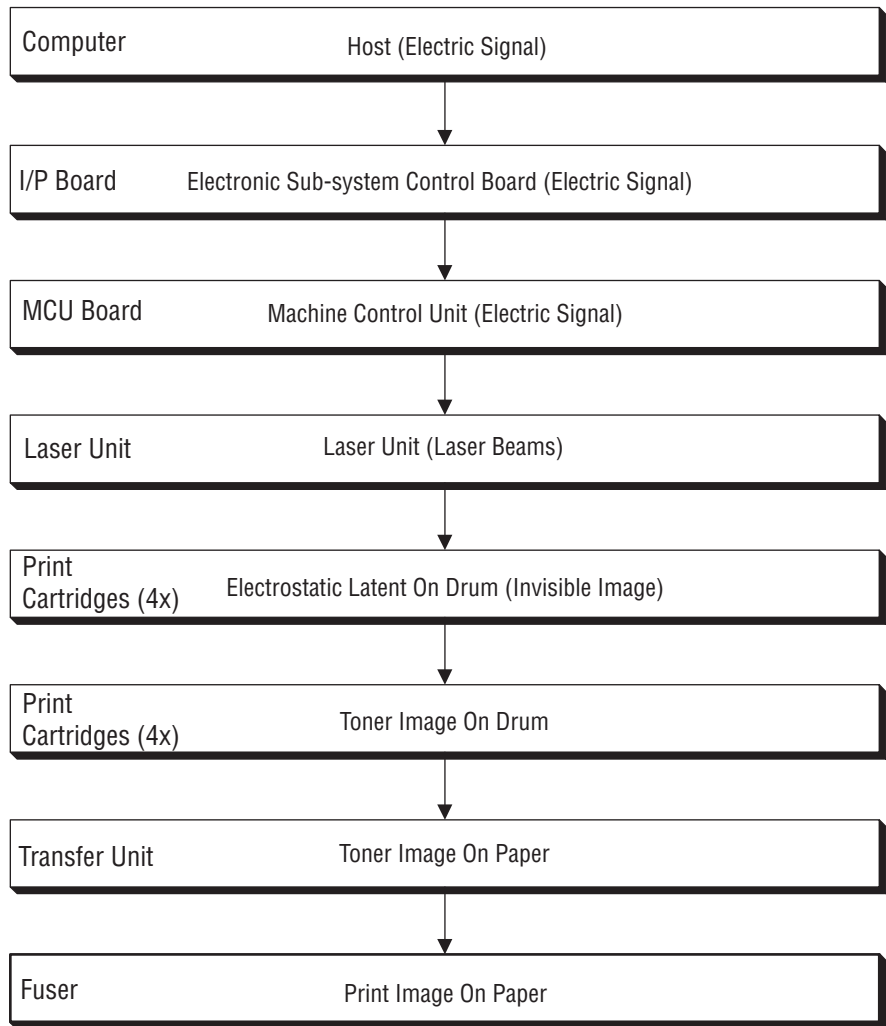 Computer
Host (Electric Signal)
I/P Board
Electronic Sub-system Control Board (Electric Signal)
MCU Board
Machine Control Unit (Electric Signal)
Laser Unit
Laser Unit (Laser Beams)
Print
Cartridges (4x)
Electrostatic Latent On Drum (Invisible Image)
Print
Cartridges (4x)
Toner Image On Drum
Transfer Unit
Toner Image On Paper
Fuser
Print Image On Paper